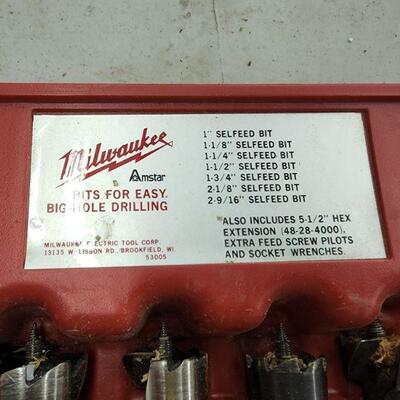 Milwaukee
Amstar
BITS FOR EASY
BIG-HOLE DRILLING
MILWAUKEE ELECTRIC TOOL CORP.
13135 W. LISBON RD., BROOKFIELD, WI.
53005
1" SELFEED BIT
1-1/8" SELFEED BIT
1-1/4" SELFEED BIT
1-1/2" SELFEED BIT
1-3/4" SELFEED BIT
2-1/8" SELFEED BIT
2-9/16" SELFEED BIT
ALSO INCLUDES 5-1/2" HEX
EXTENSION (48-28-4000).
EXTRA FEED SCREW PILOTS
AND SOCKET WRENCHES.